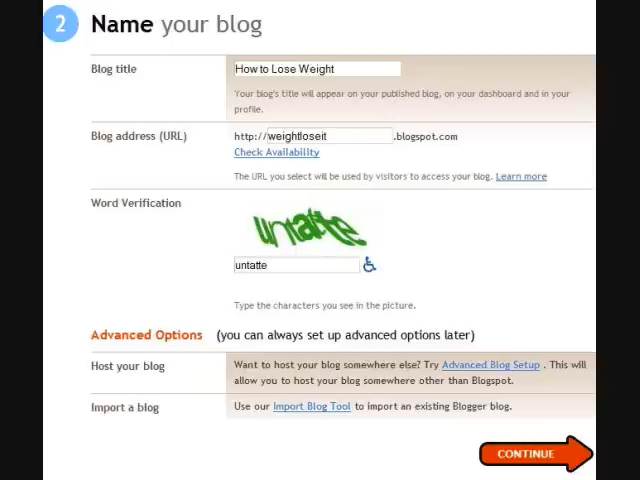 2 Name your blog
Blog title
How to Lose Weight
Your blog's title will appear on your published blog, on your dashboard and in your
profile.
Blog address (URL)
http://weightloseit.blogspot.com
Check Availability
The URL you select will be used by visitors to access your blog. Learn more
Word Verification
untatte
untatte
Type the characters you see in the picture.
Advanced Options (you can always set up advanced options later)
Host your blog
Want to host your blog somewhere else? Try Advanced Blog Setup . This will
allow you to host your blog somewhere other than Blogspot.
Import a blog
Use our Import Blog Tool to import an existing Blogger blog.
CONTINUE